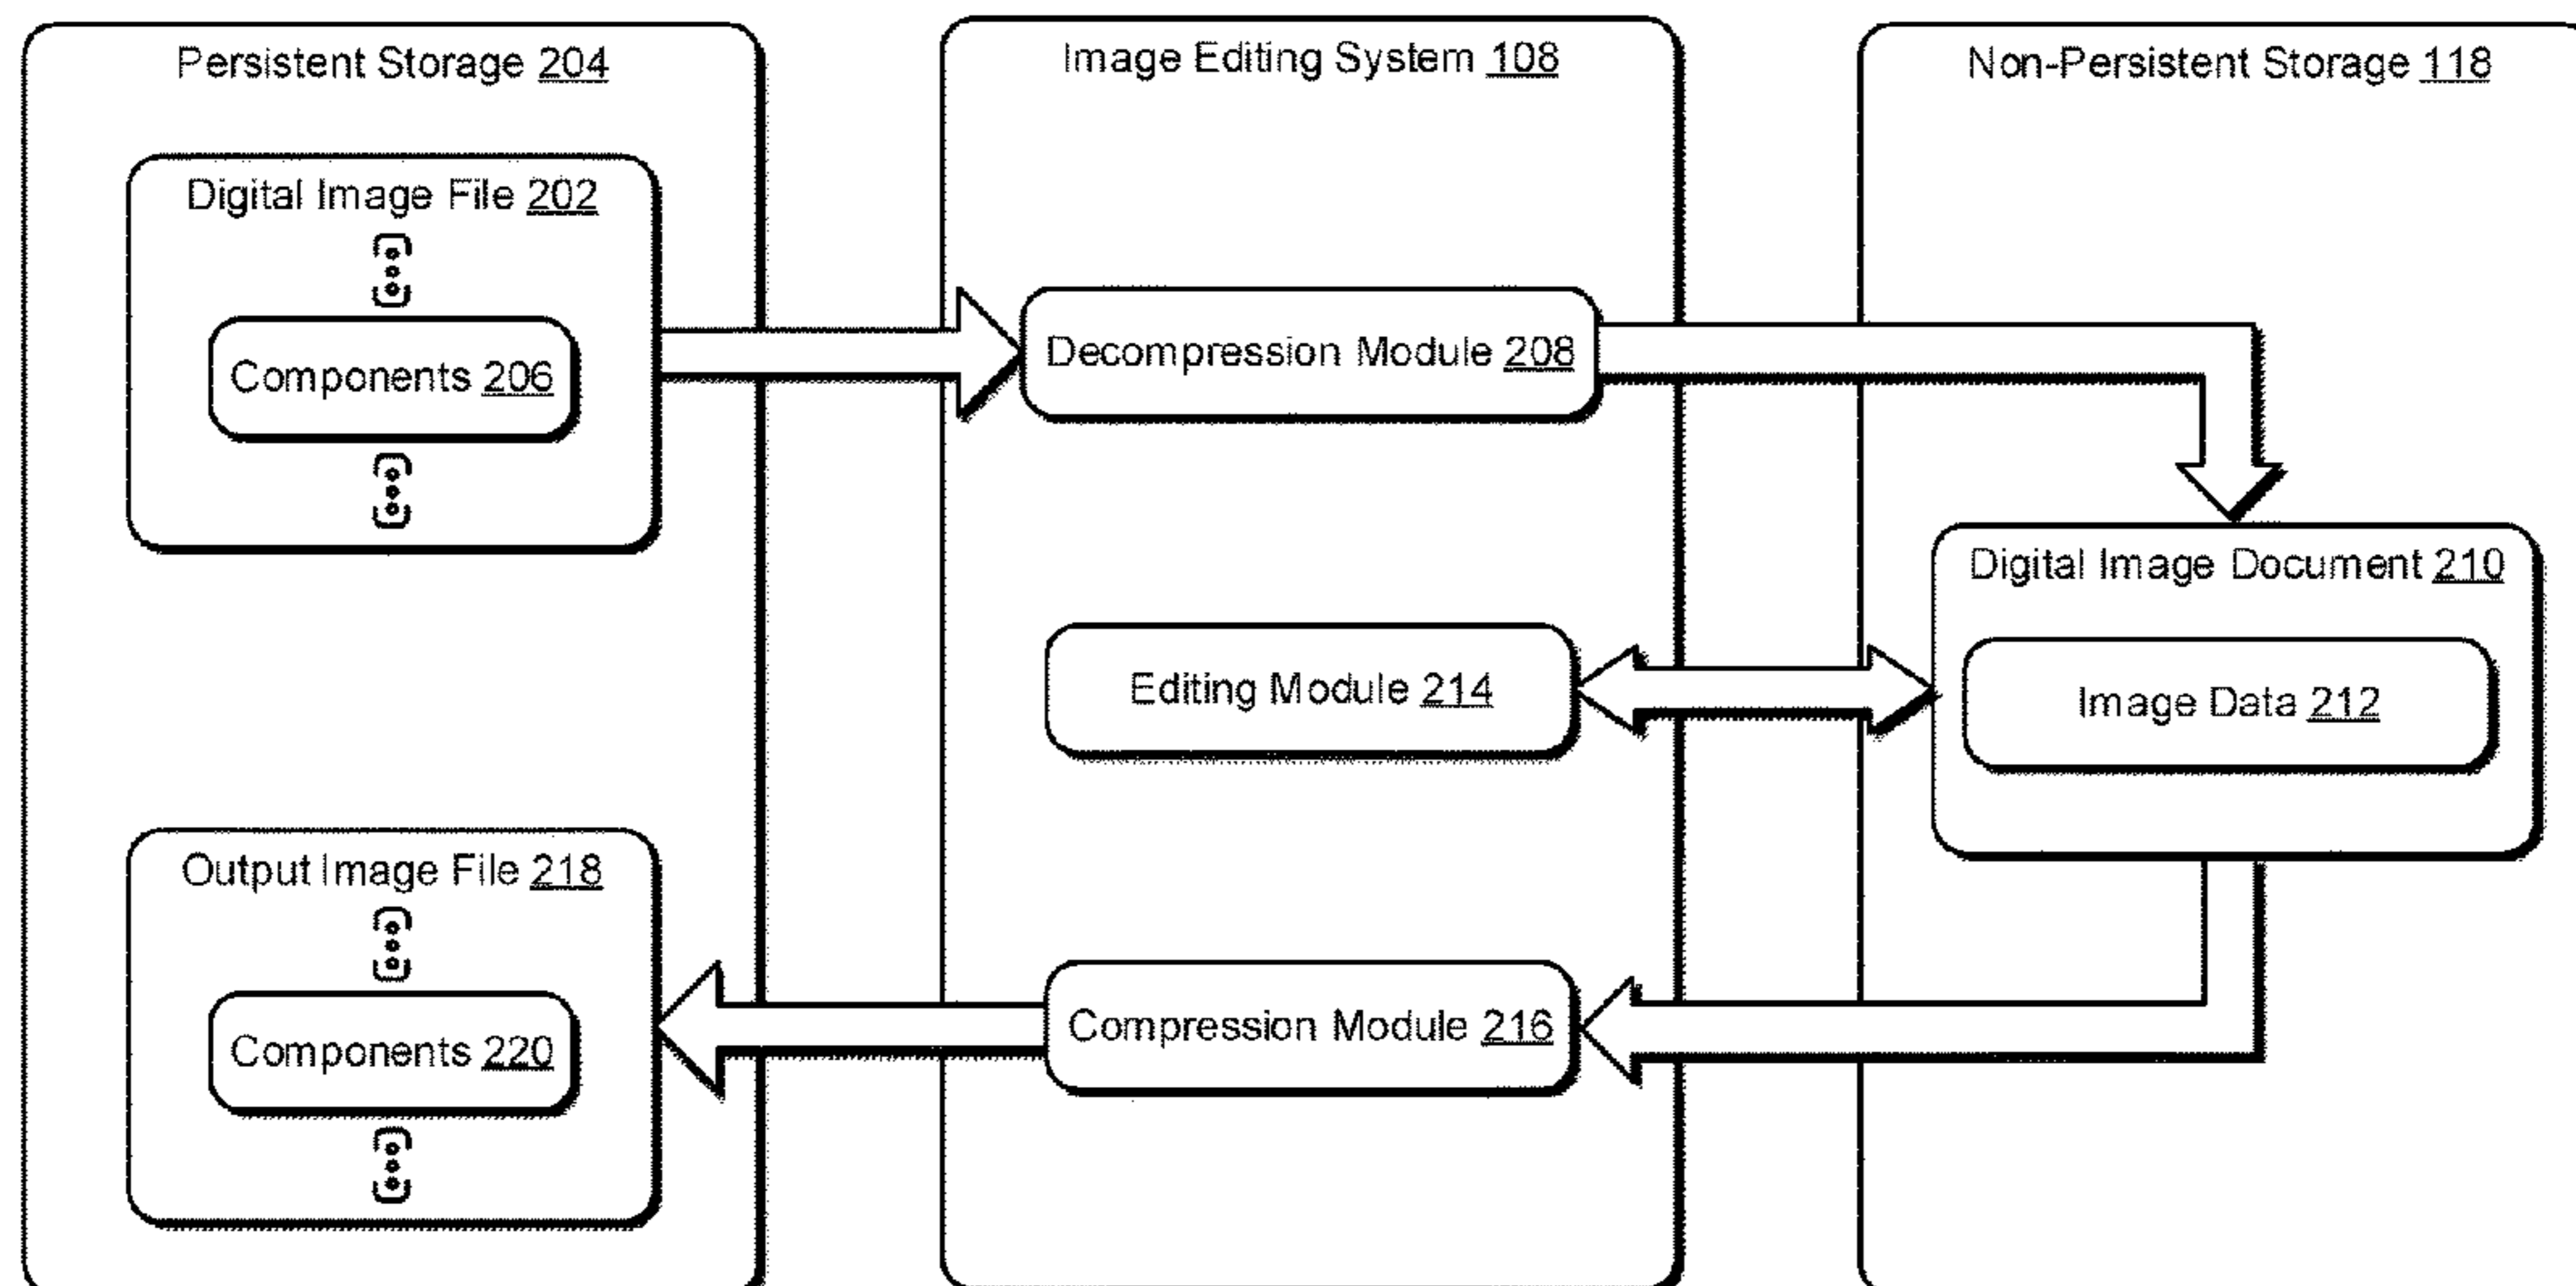 Persistent Storage 204
Digital Image File 202
Components 206
Output Image File 218
Components 220
Image Editing System 108
Decompression Module 208
Editing Module 214
Compression Module 216
Non-Persistent Storage 118
Digital Image Document 210
Image Data 212